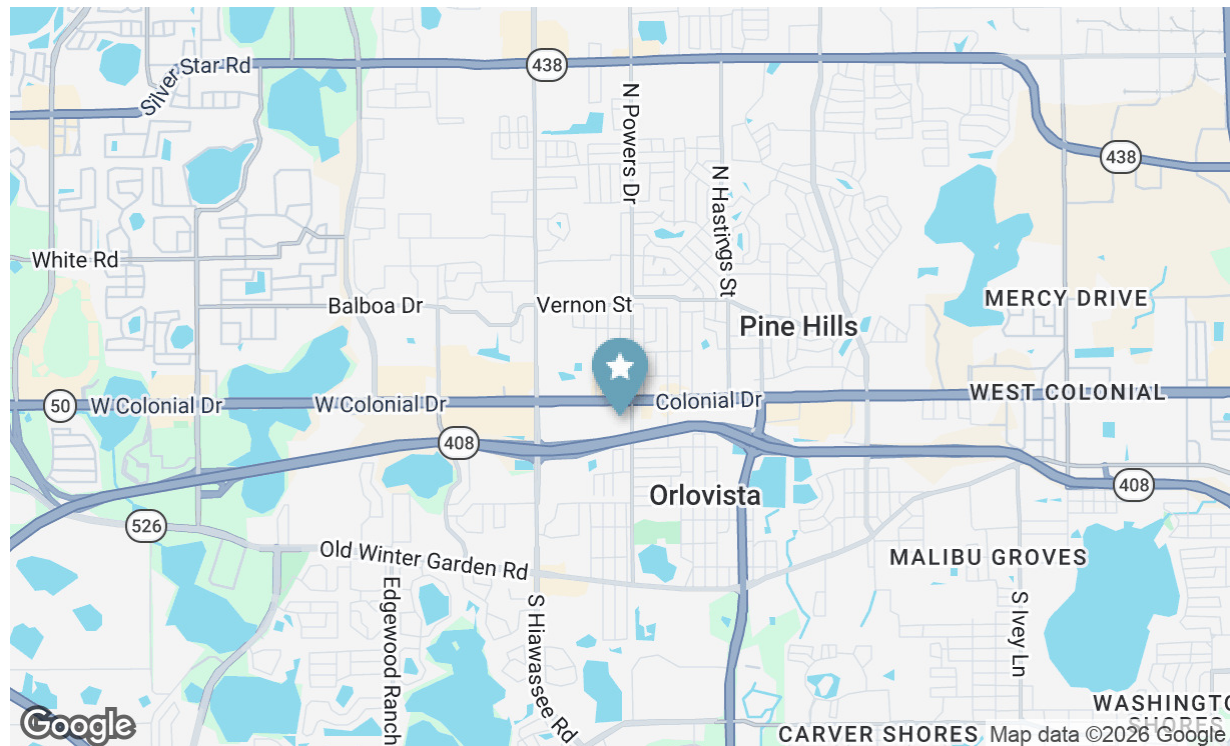 Silver Star Rd
438
N Powers Dr
438
N Hastings St
White Rd
Balboa Dr
Vernon St
MERCY DRIVE
Pine Hills
50
W Colonial Dr
W Colonial Dr
Colonial Dr
WEST COLONIAL
408
408
Orlovista
526
Old Winter Garden Rd
MALIBU GROVES
Edgewood Ranch
S Hiawassee Rd
S Ivey Ln
WASHINGTO
SHORES
CARVER SHORES
Google
Map data ©2026 Google